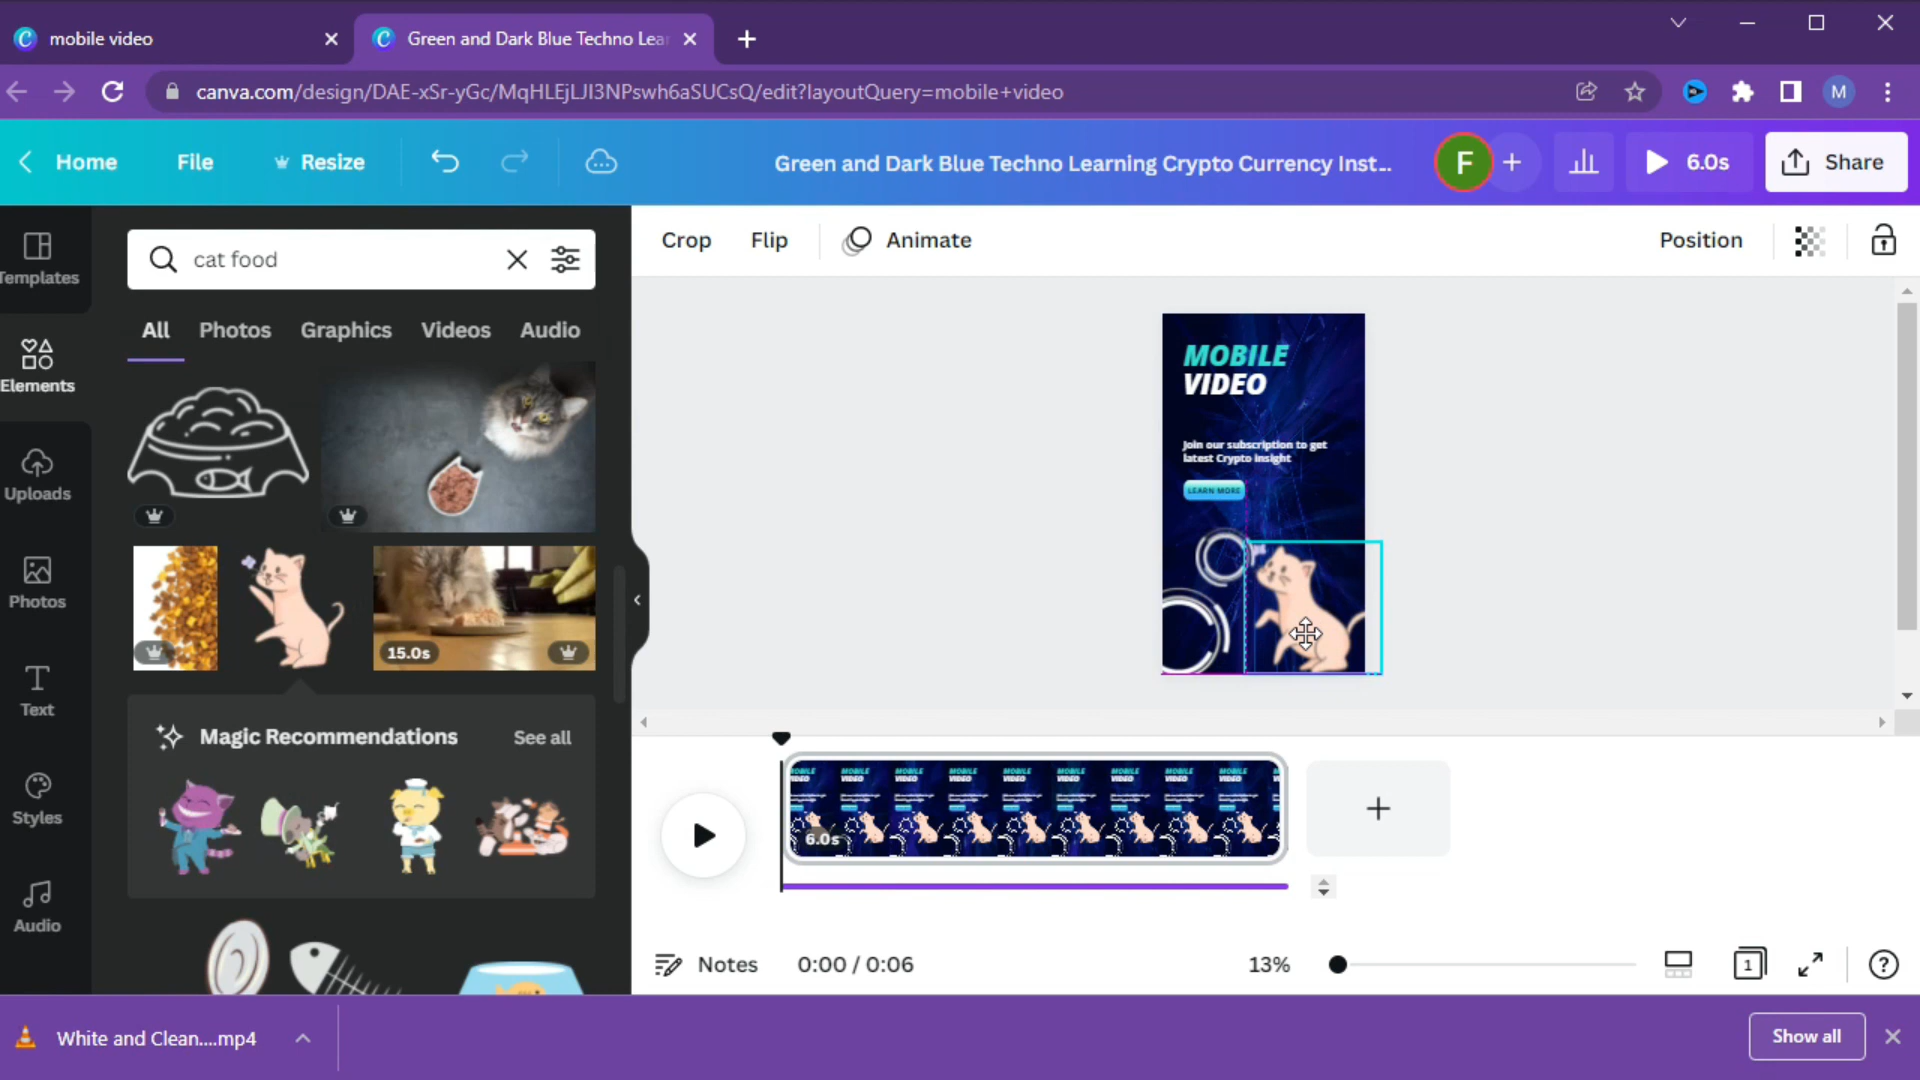 mobile video
Green and Dark Blue Techno Lea
canva.com/design/DAE-xSr-yGc/MqHLEjLJI3NPswh6aSUCsQ/edit?layoutQuery=mobile+video
M
Home
File
Resize
Green and Dark Blue Techno Learning Crypto Currency Inst...
F
6.0s
Share
Templates
Elements
Uploads
Photos
Text
Styles
Audio
cat food
All
Photos
Graphics
Videos
Audio
15.0s
Magic Recommendations
See all
Crop
Flip
Animate
Position
MOBILE
VIDEO
Join our subscription to get
latest Crypto insight
LEARN MORE
6.0s
Notes
0:00 / 0:06
13%
1
White and Clean....mp4
Show all